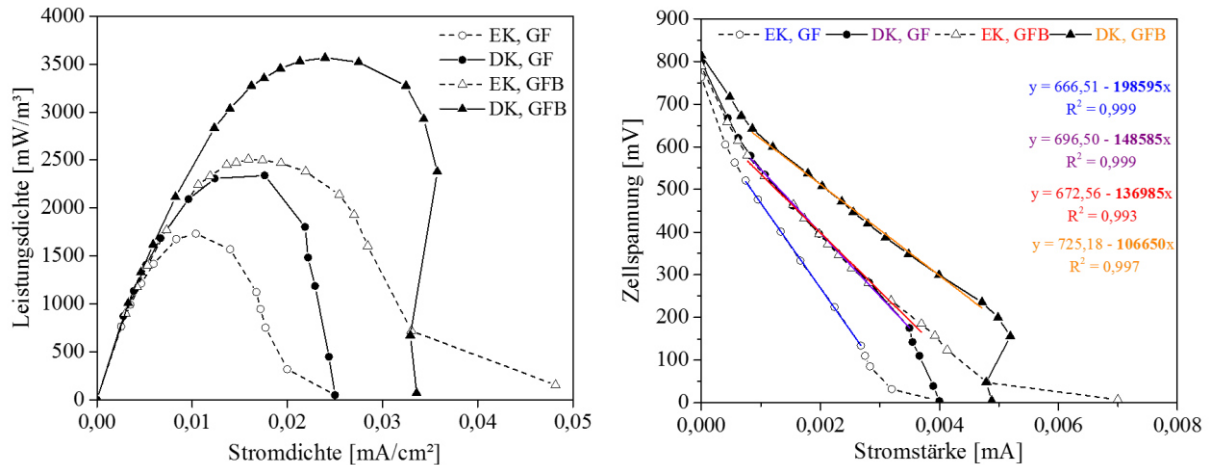 4000
3500
3000
2500
2000
1500
1000
500
0
Leistungsdichte [mW/m³]
EK, GF
DK, GF
EK, GFB
DK, GFB
0,00 0,01 0,02 0,03 0,04 0,05
Stromdichte [mA/cm²]
900
800
700
600
500
400
300
200
100
0
Zellspannung [mV]
EK, GF DK, GF EK, GFB DK, GFB
y = 666,51 - 198595x
R² = 0,999
y = 696,50 - 148585x
R² = 0,999
y = 672,56 - 136985x
R² = 0,993
y = 725,18 - 106650x
R² = 0,997
0,000 0,002 0,004 0,006 0,008
Stromstärke [mA]